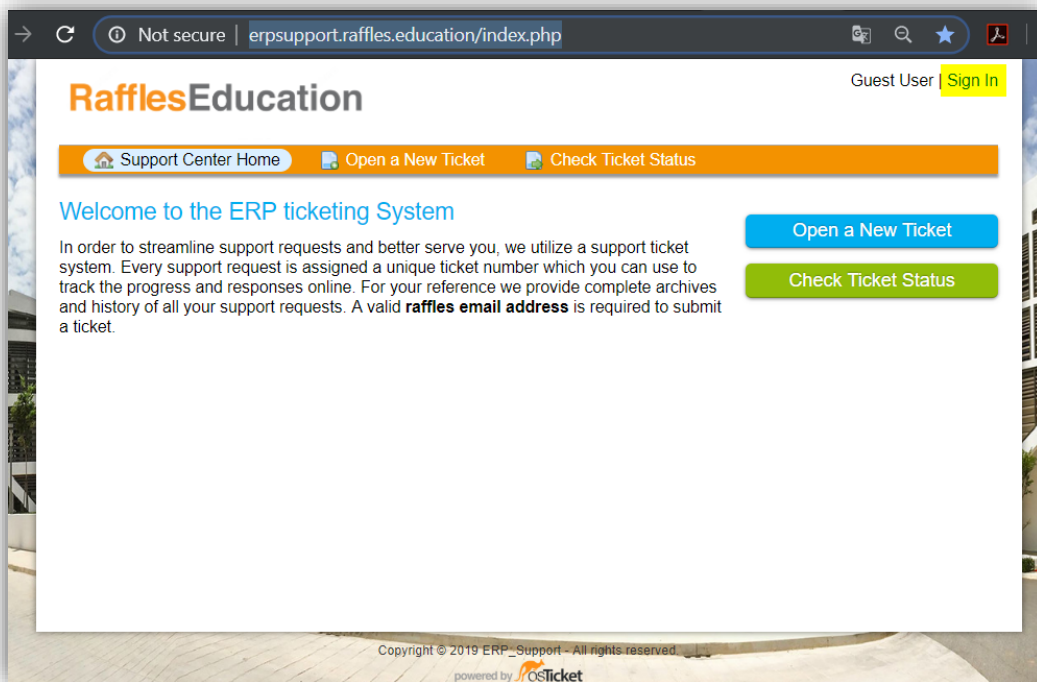 Not secure | erpsupport.raffles.education/index.php
Guest User | Sign In
RafflesEducation
Support Center Home
Open a New Ticket
Check Ticket Status
Welcome to the ERP ticketing System
In order to streamline support requests and better serve you, we utilize a support ticket
system. Every support request is assigned a unique ticket number which you can use to
track the progress and responses online. For your reference we provide complete archives
and history of all your support requests. A valid raffles email address is required to submit
a ticket.
Open a New Ticket
Check Ticket Status
Copyright © 2019 ERP_Support - All rights reserved.
powered by osTicket